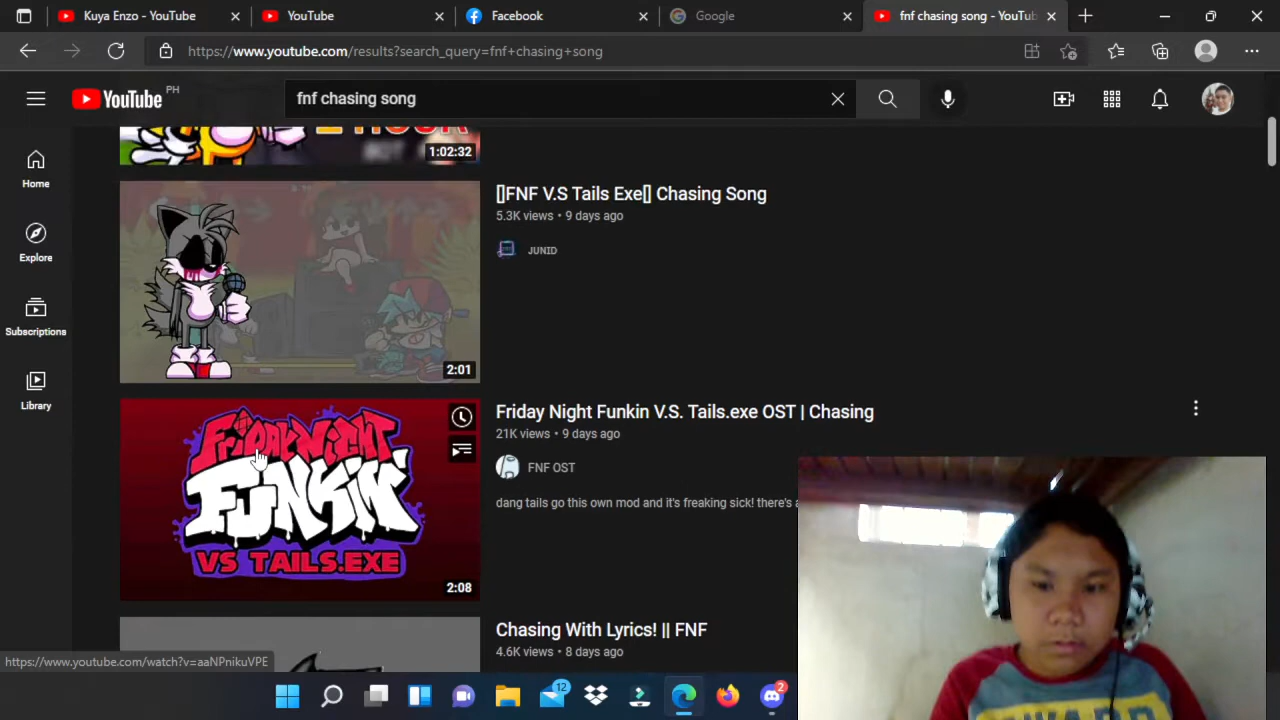 Kuya Enzo - YouTube
YouTube
Facebook
Google
fnf chasing song - YouTub
https://www.youtube.com/results?search_query=fnf+chasing+song
YouTube PH
fnf chasing song
Home
Explore
Subscriptions
Library
1:02:32
[]FNF V.S Tails Exe[] Chasing Song
5.3K views • 9 days ago
JUNID
2:01
FRIDAY NIGHT
FUNKIN'
VS TAILS.EXE
2:08
Friday Night Funkin V.S. Tails.exe OST | Chasing
21K views • 9 days ago
FNF OST
dang tails go this own mod and it's freaking sick! there's a
Chasing With Lyrics! || FNF
4.6K views • 8 days ago
https://www.youtube.com/watch?v=aaNPnikuVPE
12
2